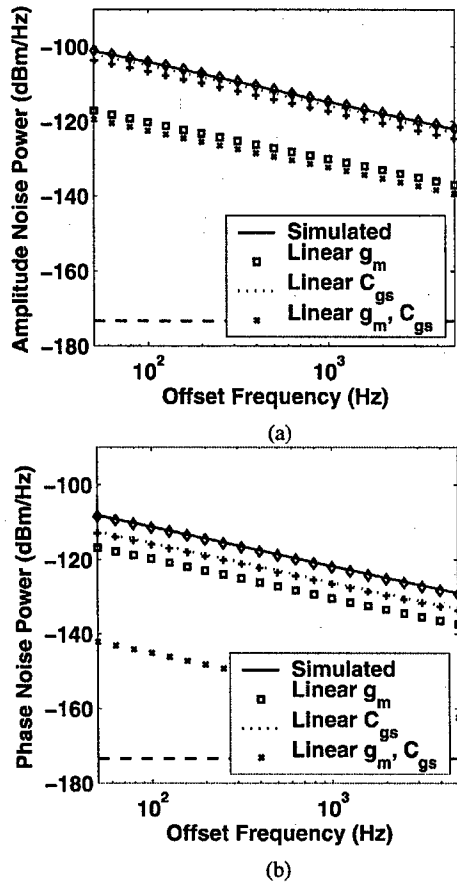 Amplitude Noise Power (dBm/Hz)
−100
−120
−140
−160
−180
Simulated
Linear gm
Linear Cgs
Linear gm, Cgs
10² 10³
Offset Frequency (Hz)
(a)
Phase Noise Power (dBm/Hz)
−100
−120
−140
−160
−180
Simulated
Linear gm
Linear Cgs
Linear gm, Cgs
10² 10³
Offset Frequency (Hz)
(b)